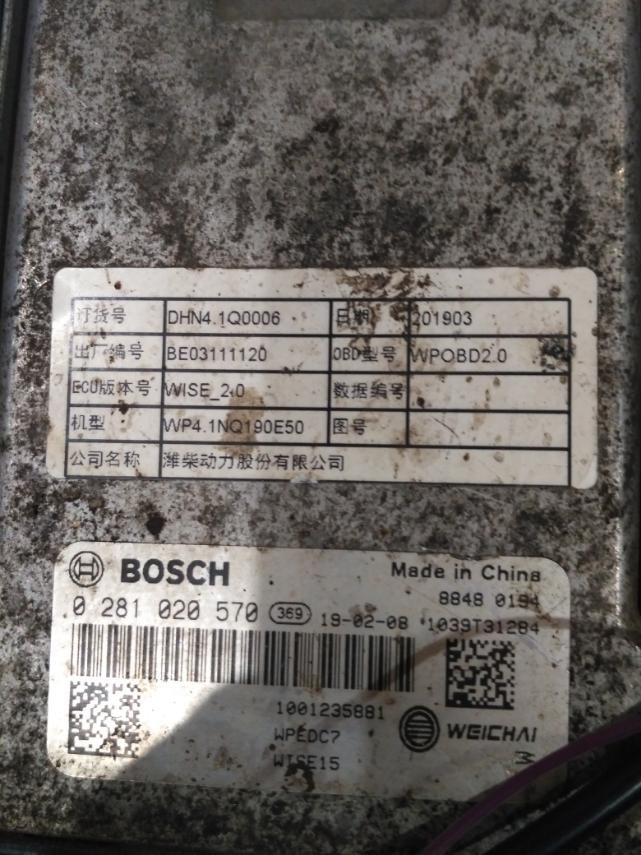 订货号 DHN4.1Q0006 日期 201903
出厂编号 BE03111120 OBD型号 WPOBD2.0
ECU版本号 WISE_2.0 数据编号
机型 WP4.1NQ190E50 图号
公司名称 潍柴动力股份有限公司
BOSCH Made in China
8848 0194
0 281 020 570 369 19-02-08 *1039T31284
1001235881
WPEDC7 WEICHAI
WISE15 M